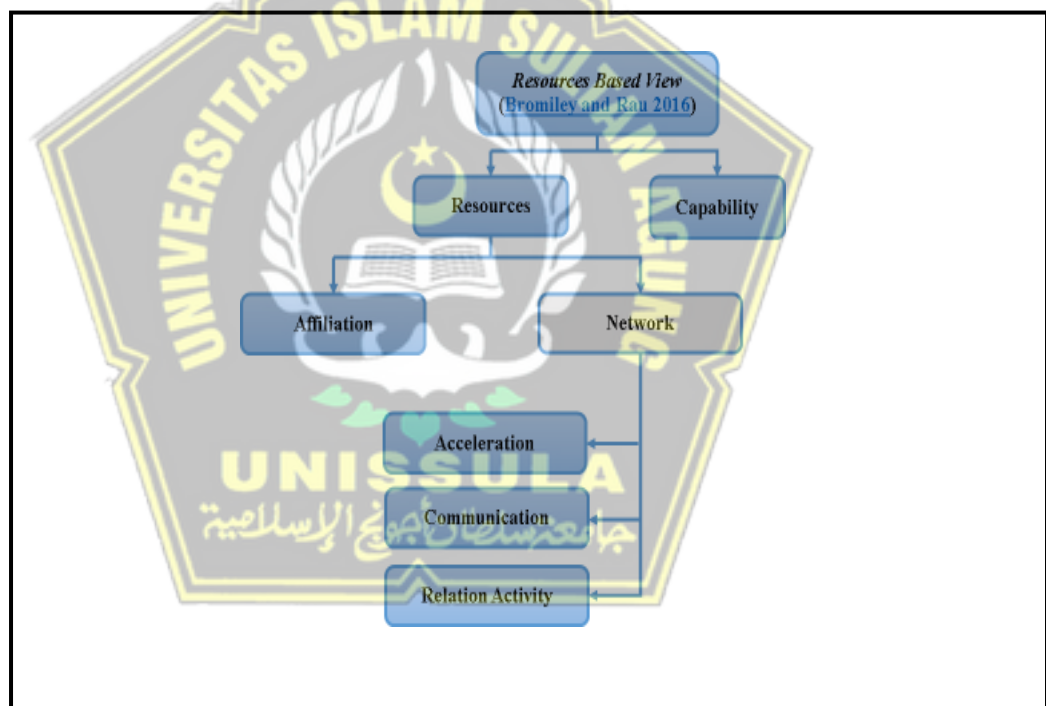 UNIVERSITAS ISLAM SULTAN AGUNG
Resources Based View
(Bromiley and Rau 2016)
Resources
Capability
Affiliation
Network
Acceleration
UNISSULA
Communication
جامعة سلطان أجونج الإسلامية
Relation Activity